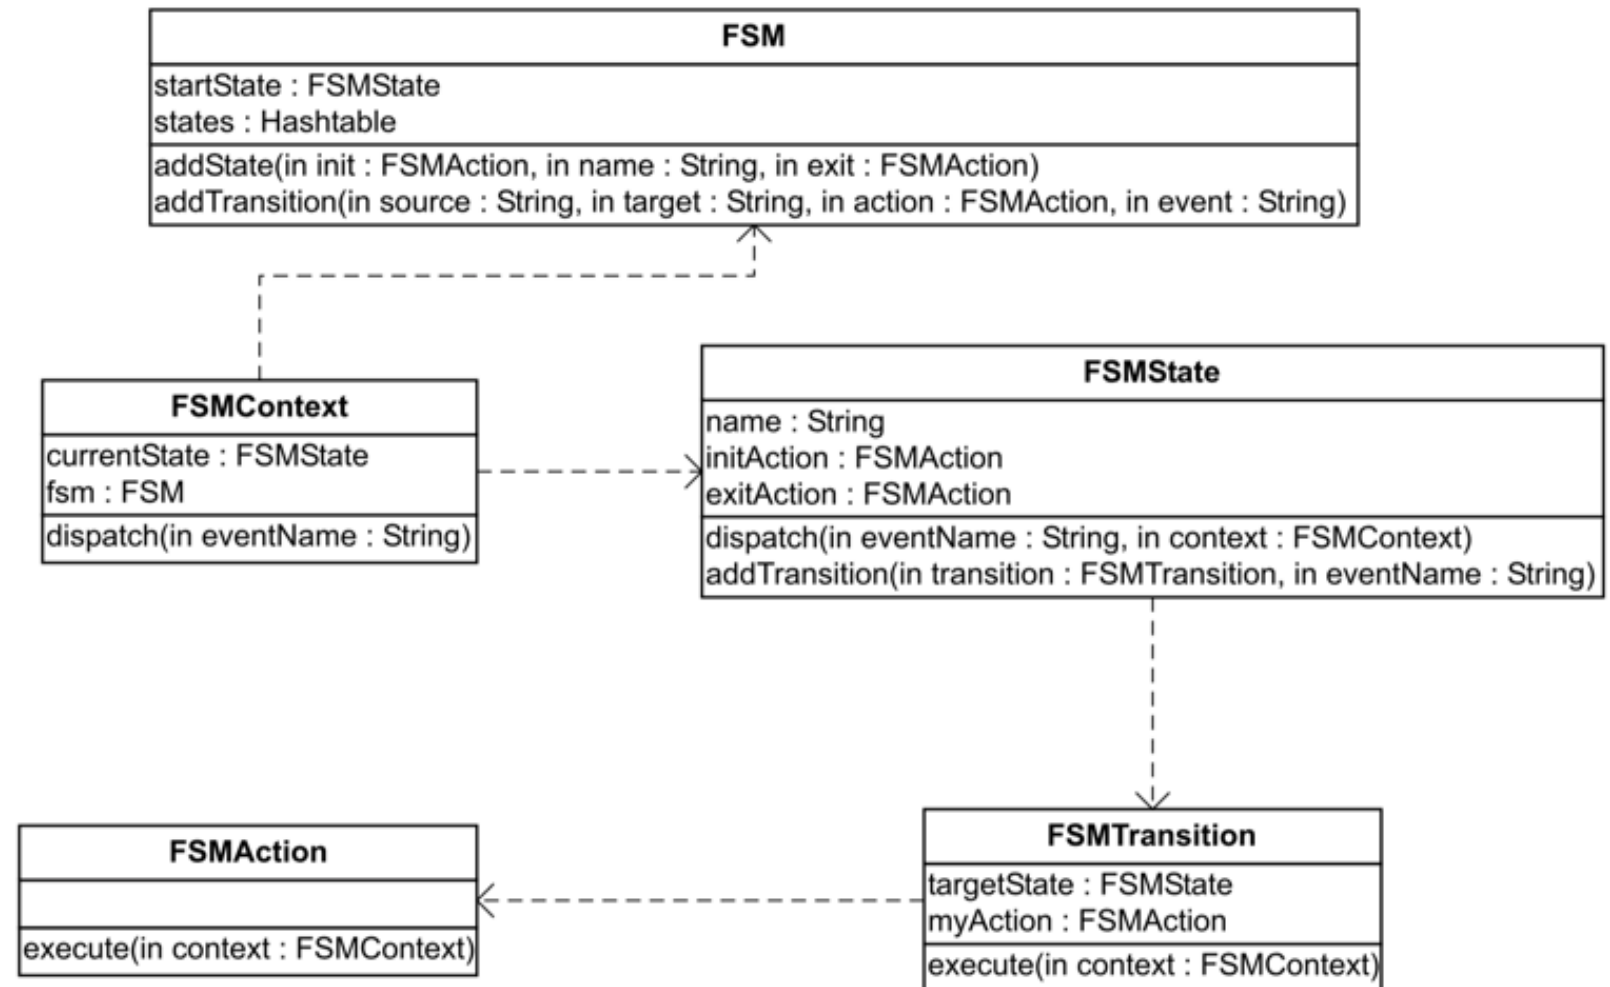 FSM
startState : FSMState
states : Hashtable
addState(in init : FSMAction, in name : String, in exit : FSMAction)
addTransition(in source : String, in target : String, in action : FSMAction, in event : String)
FSMContext
currentState : FSMState
fsm : FSM
dispatch(in eventName : String)
FSMState
name : String
initAction : FSMAction
exitAction : FSMAction
dispatch(in eventName : String, in context : FSMContext)
addTransition(in transition : FSMTransition, in eventName : String)
FSMAction
execute(in context : FSMContext)
FSMTransition
targetState : FSMState
myAction : FSMAction
execute(in context : FSMContext)